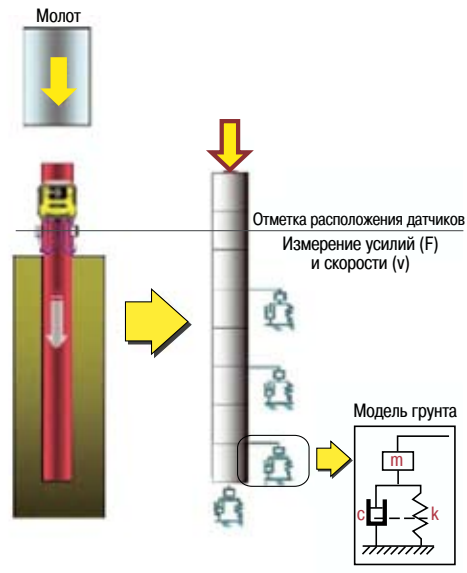 Молот
Отметка расположения датчиков
Измерение усилий (F)
и скорости (v)
Модель грунта
m
c
k